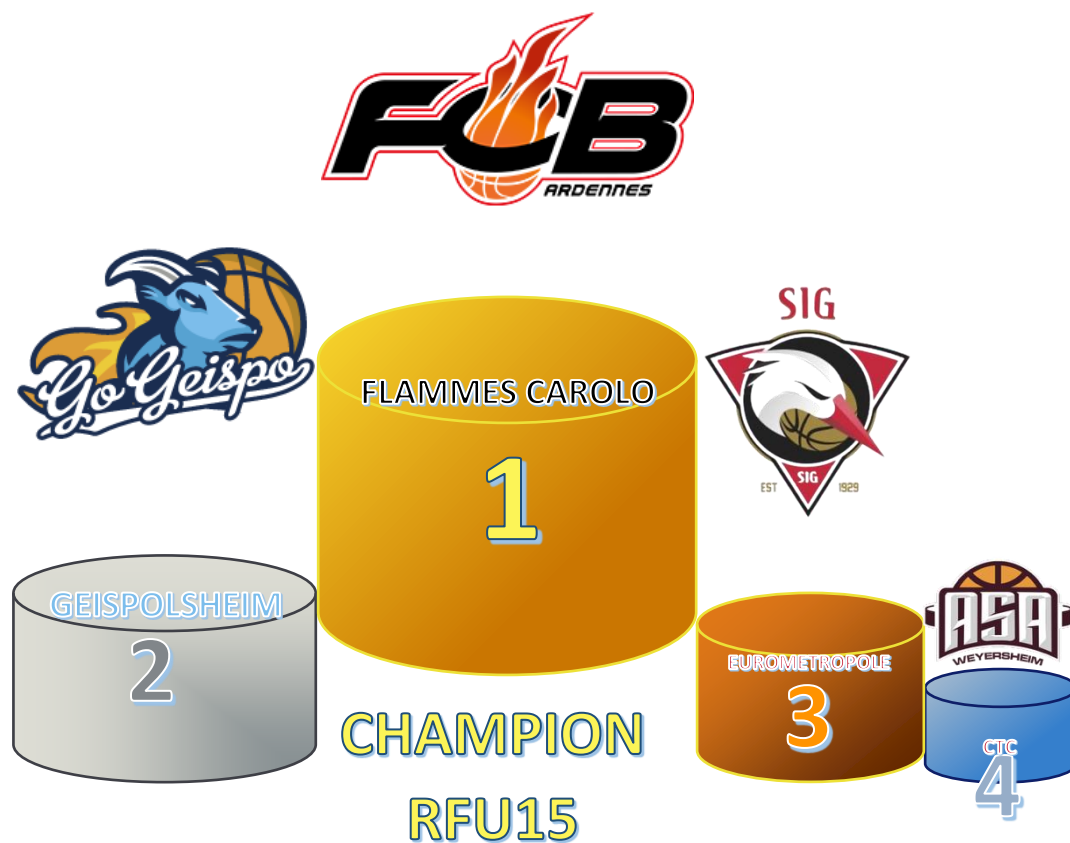 FCB
ARDENNES
Go Geispo
SIG
SIG
EST 1929
FLAMMES CAROLO
1
GEISPOLSHEIM
2
EUROMETROPOLE
3
ASA
WEYERSHEIM
CTC
4
CHAMPION
RFU15